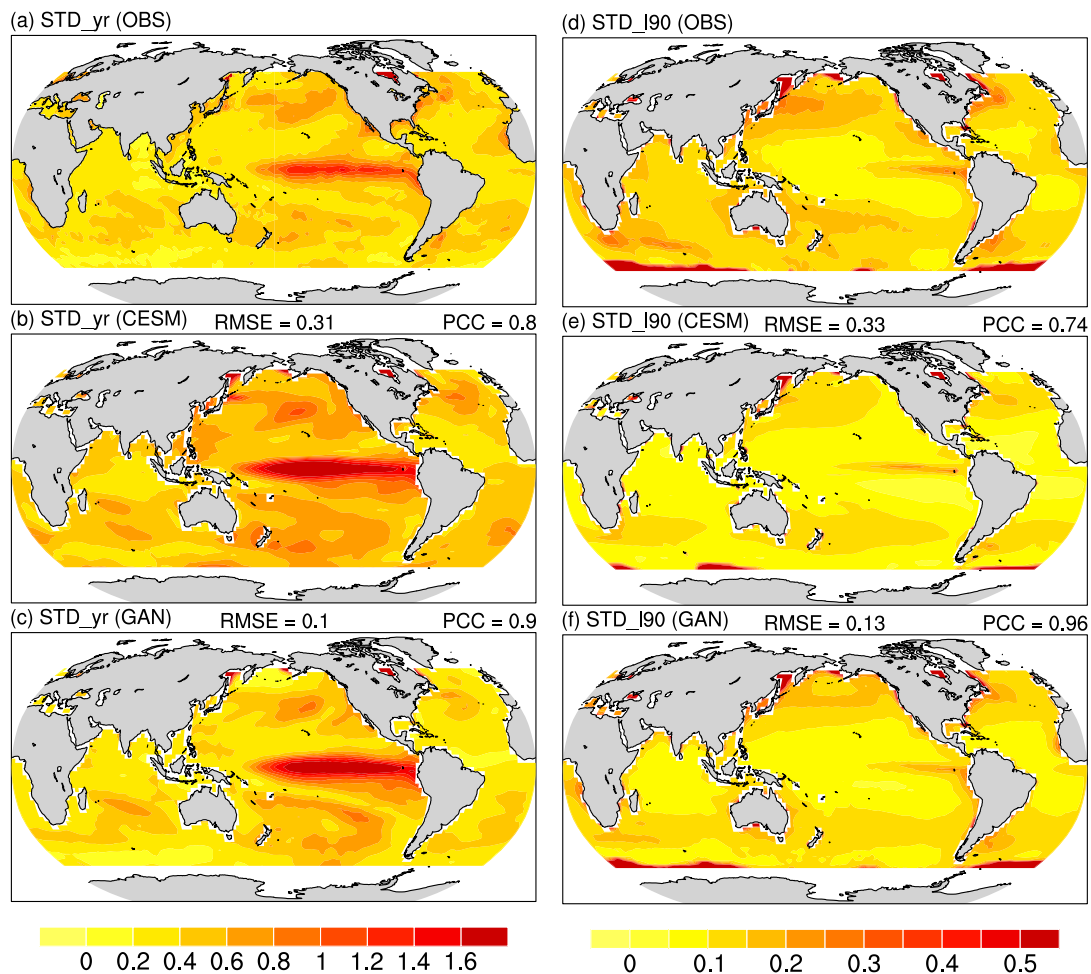 (a) STD_yr (OBS)
(d) STD_l90 (OBS)
(b) STD_yr (CESM) RMSE = 0.31 PCC = 0.8
(e) STD_l90 (CESM) RMSE = 0.33 PCC = 0.74
(c) STD_yr (GAN) RMSE = 0.1 PCC = 0.9
(f) STD_l90 (GAN) RMSE = 0.13 PCC = 0.96
0 0.2 0.4 0.6 0.8 1 1.2 1.4 1.6
0 0.1 0.2 0.3 0.4 0.5